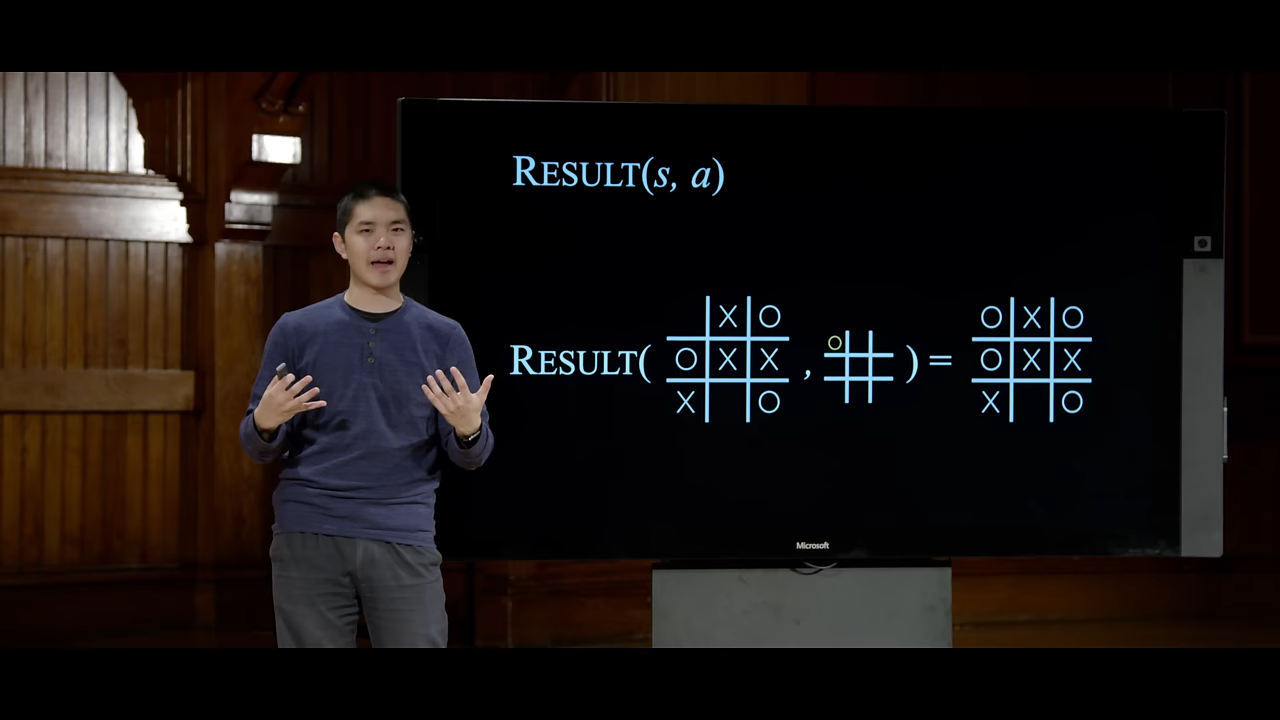 RESULT(s, a)
X O
RESULT( O X X , O ) =
X O
O X O
O X X
X O
Microsoft